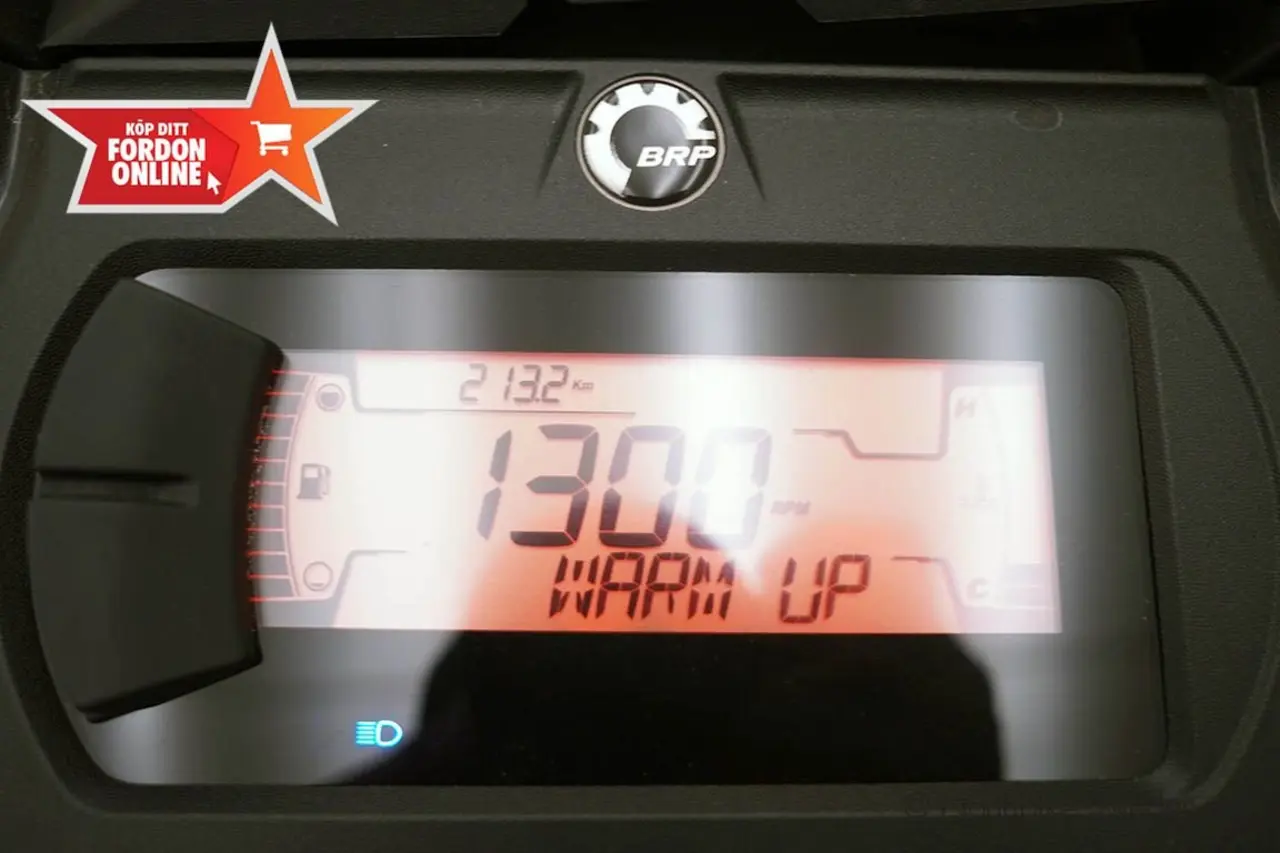 KÖP DITT
FORDON
ONLINE
BRP
213.2 Km
H
1300 RPM
C
WARM UP